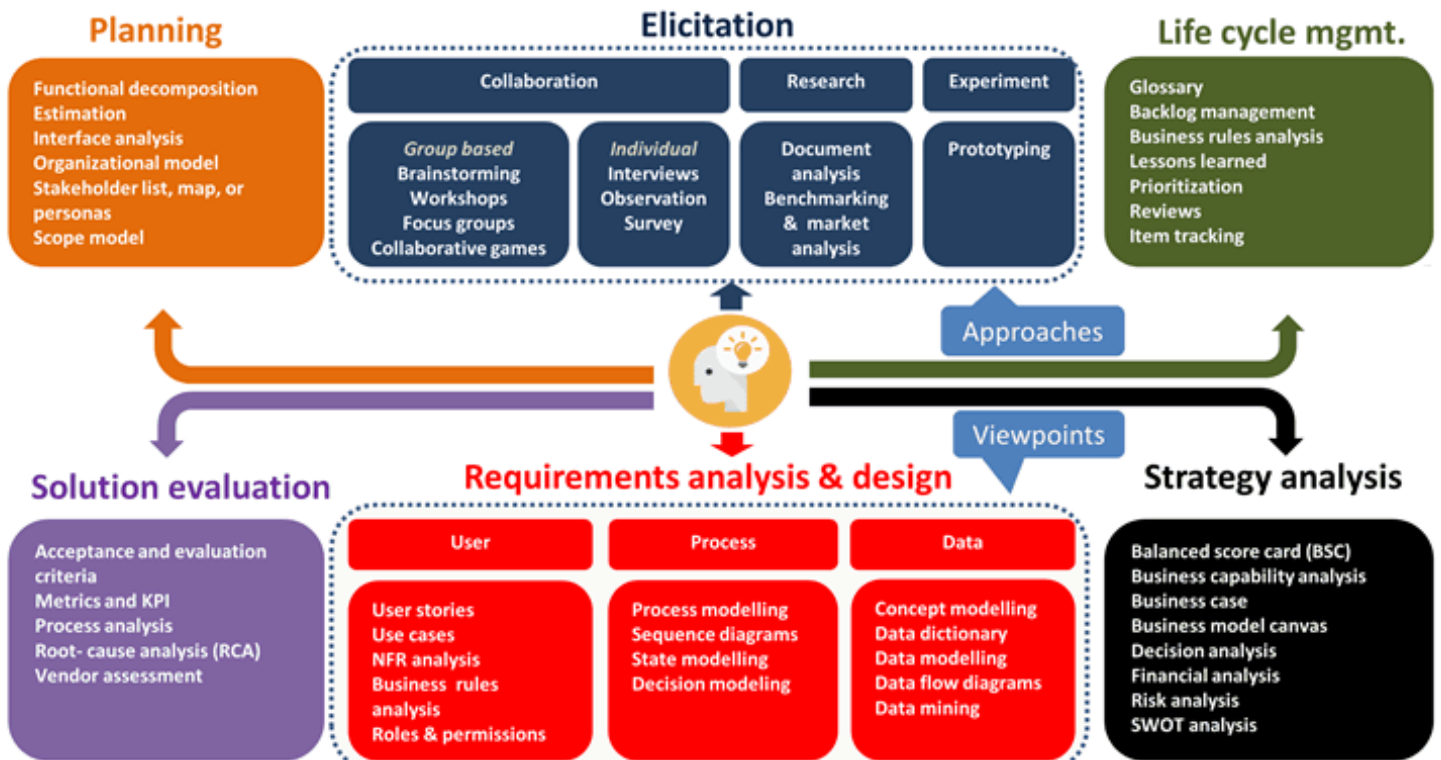 Planning
Functional decomposition
Estimation
Interface analysis
Organizational model
Stakeholder list, map, or
personas
Scope model
Elicitation
Collaboration
Research
Experiment
Group based
Brainstorming
Workshops
Focus groups
Collaborative games
Individual
Interviews
Observation
Survey
Document
analysis
Benchmarking
& market
analysis
Prototyping
Life cycle mgmt.
Glossary
Backlog management
Business rules analysis
Lessons learned
Prioritization
Reviews
Item tracking
Approaches
Viewpoints
Solution evaluation
Acceptance and evaluation
criteria
Metrics and KPI
Process analysis
Root- cause analysis (RCA)
Vendor assessment
Requirements analysis & design
User
Process
Data
User stories
Use cases
NFR analysis
Business rules
analysis
Roles & permissions
Process modelling
Sequence diagrams
State modelling
Decision modeling
Concept modelling
Data dictionary
Data modelling
Data flow diagrams
Data mining
Strategy analysis
Balanced score card (BSC)
Business capability analysis
Business case
Business model canvas
Decision analysis
Financial analysis
Risk analysis
SWOT analysis